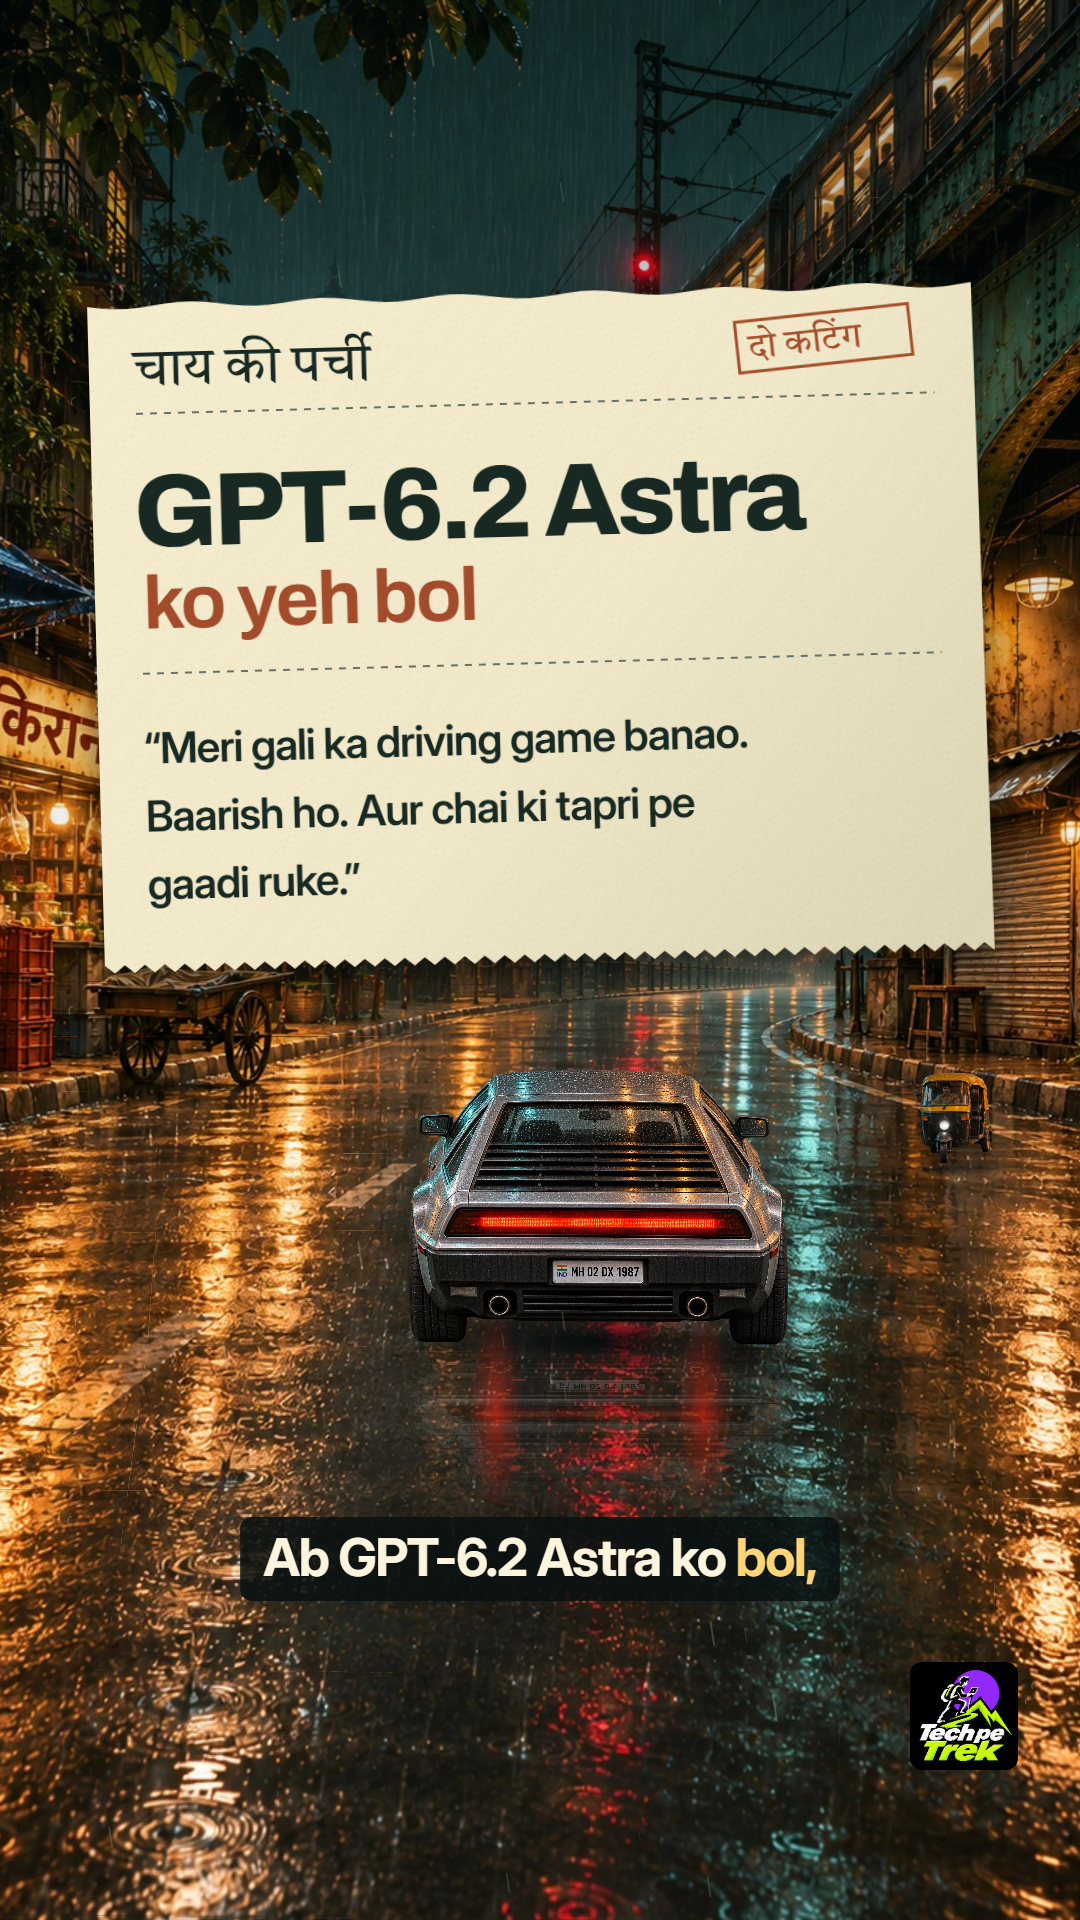 चाय की पर्ची
दो कटिंग
GPT-6.2 Astra
ko yeh bol
“Meri gali ka driving game banao.
Baarish ho. Aur chai ki tapri pe
gaadi ruke.”
किरान
IND MH 02 DX 1987
Ab GPT-6.2 Astra ko bol,
Techpe
Trek